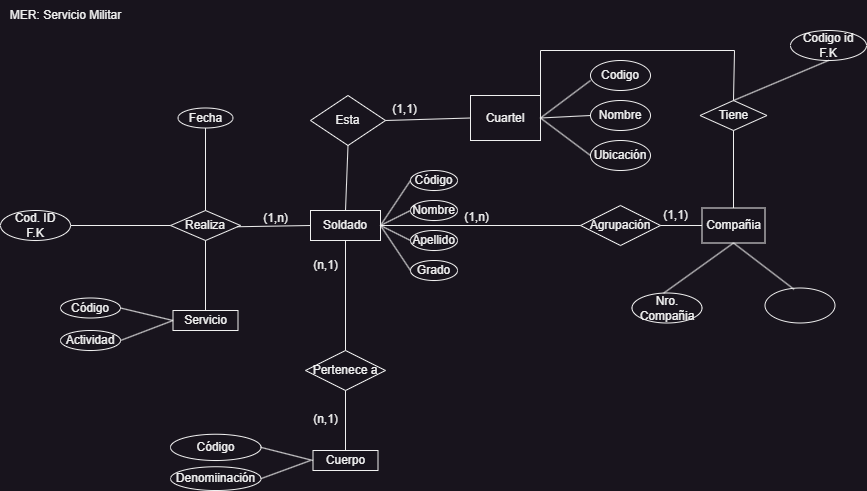 MER: Servicio Militar
Codigo id
F.K
Codigo
Cuartel
Nombre
Ubicación
Tiene
(1,1)
Esta
Fecha
Código
Nombre
Apellido
Grado
Cod. ID
F.K
Realiza
(1,n)
Soldado
(1,n)
Agrupación
(1,1)
Compañia
(n,1)
Código
Actividad
Servicio
Nro.
Compañia
Pertenece a
(n,1)
Código
Denomiinación
Cuerpo